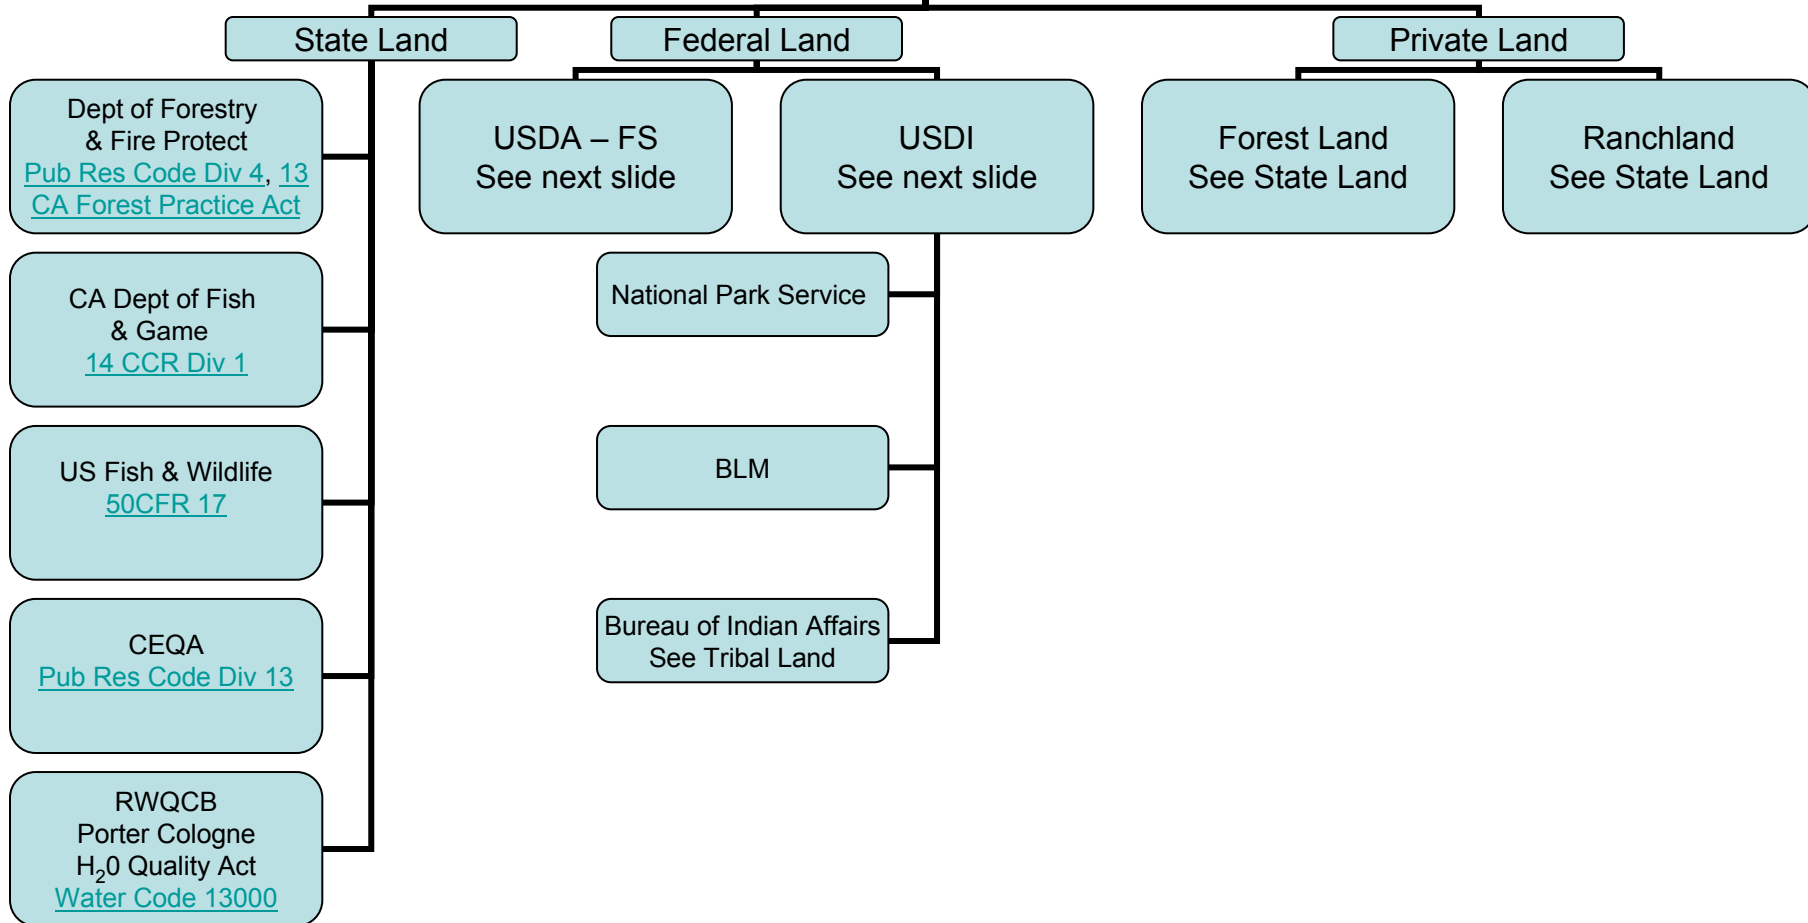 State Land
Federal Land
Private Land
Dept of Forestry
& Fire Protect
Pub Res Code Div 4, 13
CA Forest Practice Act
CA Dept of Fish
& Game
14 CCR Div 1
US Fish & Wildlife
50CFR 17
CEQA
Pub Res Code Div 13
RWQCB
Porter Cologne
H₂0 Quality Act
Water Code 13000
USDA – FS
See next slide
USDI
See next slide
National Park Service
BLM
Bureau of Indian Affairs
See Tribal Land
Forest Land
See State Land
Ranchland
See State Land